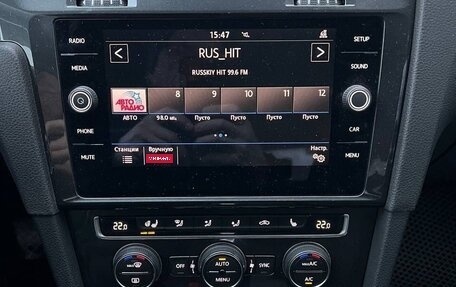 15:47
RADIO
MEDIA
PHONE
MUTE
SETUP
SOUND
CAR
MENU
RUS_HIT
RUSSKIY HIT 99.6 FM
АВТО РАДИО
8 9 10 11 12
АВТО 98.0 Пусто Пусто Пусто Пусто
Станции Вручную Настр.
22.0 22.0
OFF AUTO SYNC
MENU
A/C